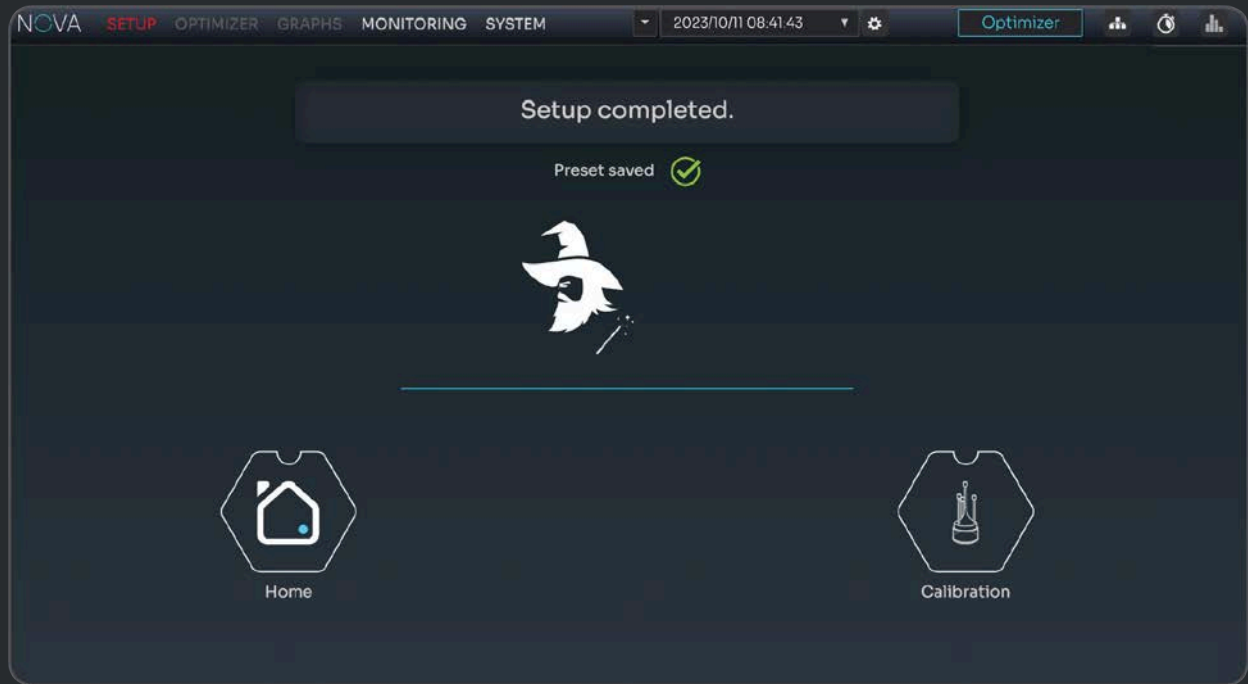 NOVA SETUP OPTIMIZER GRAPHS MONITORING SYSTEM 2023/10/11 08:41:43 Optimizer
Setup completed.
Preset saved
Home Calibration